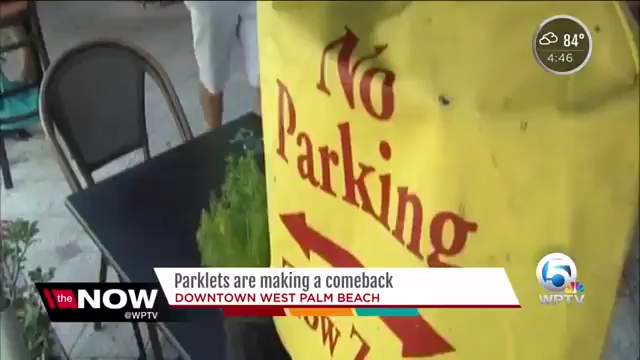 84°
4:46
No
Parking
Parklets are making a comeback
the NOW
DOWNTOWN WEST PALM BEACH
@WPTV
5
WPTV